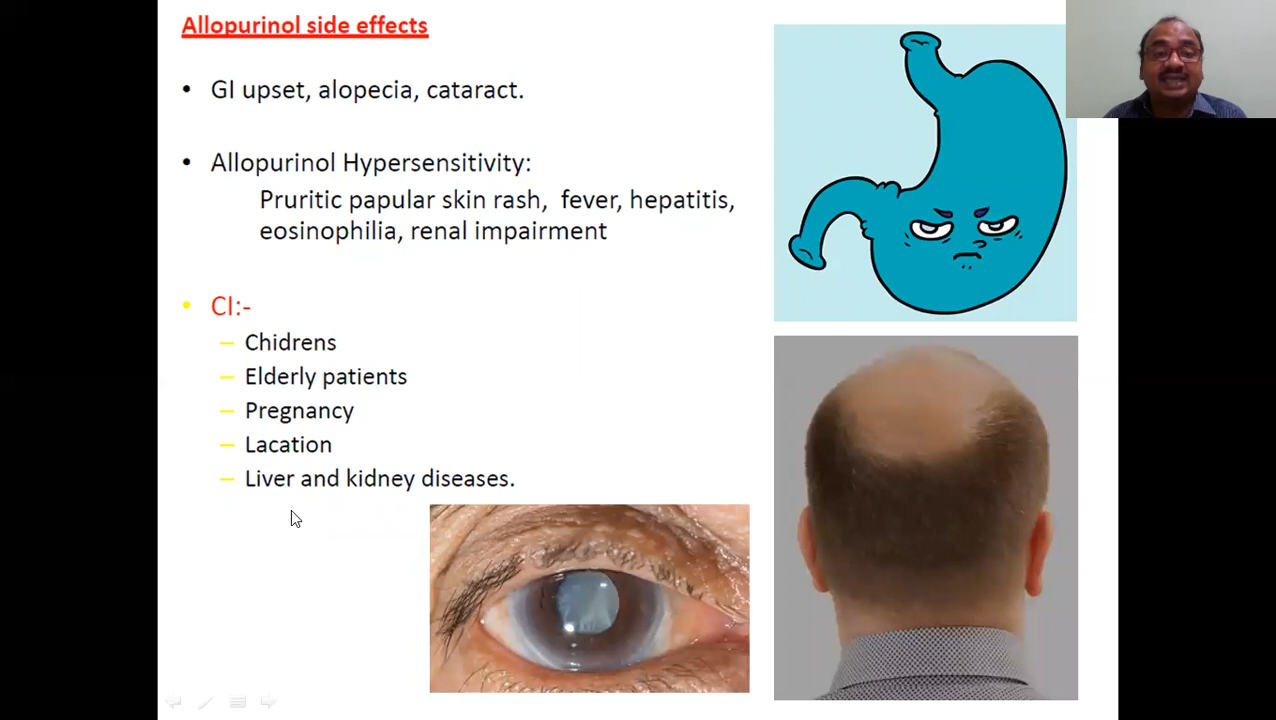 Allopurinol side effects
• GI upset, alopecia, cataract.
• Allopurinol Hypersensitivity:
Pruritic papular skin rash, fever, hepatitis,
eosinophilia, renal impairment
• CI:-
– Chidrens
– Elderly patients
– Pregnancy
– Lacation
– Liver and kidney diseases.